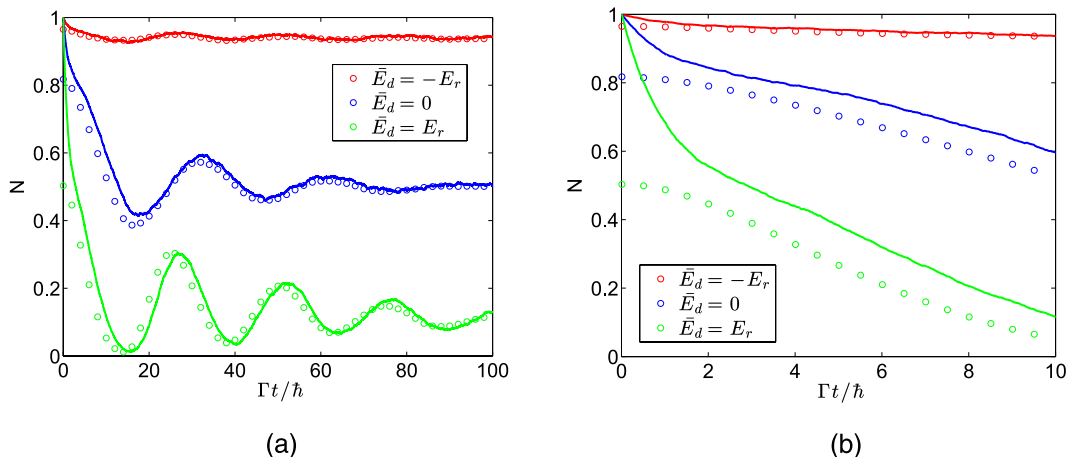 1
0.8
0.6
0.4
0.2
0
N
0 20 40 60 80 100
Γt/ħ
Ē_d = −E_r
Ē_d = 0
Ē_d = E_r
(a)
1
0.8
0.6
0.4
0.2
0
N
0 2 4 6 8 10
Γt/ħ
Ē_d = −E_r
Ē_d = 0
Ē_d = E_r
(b)